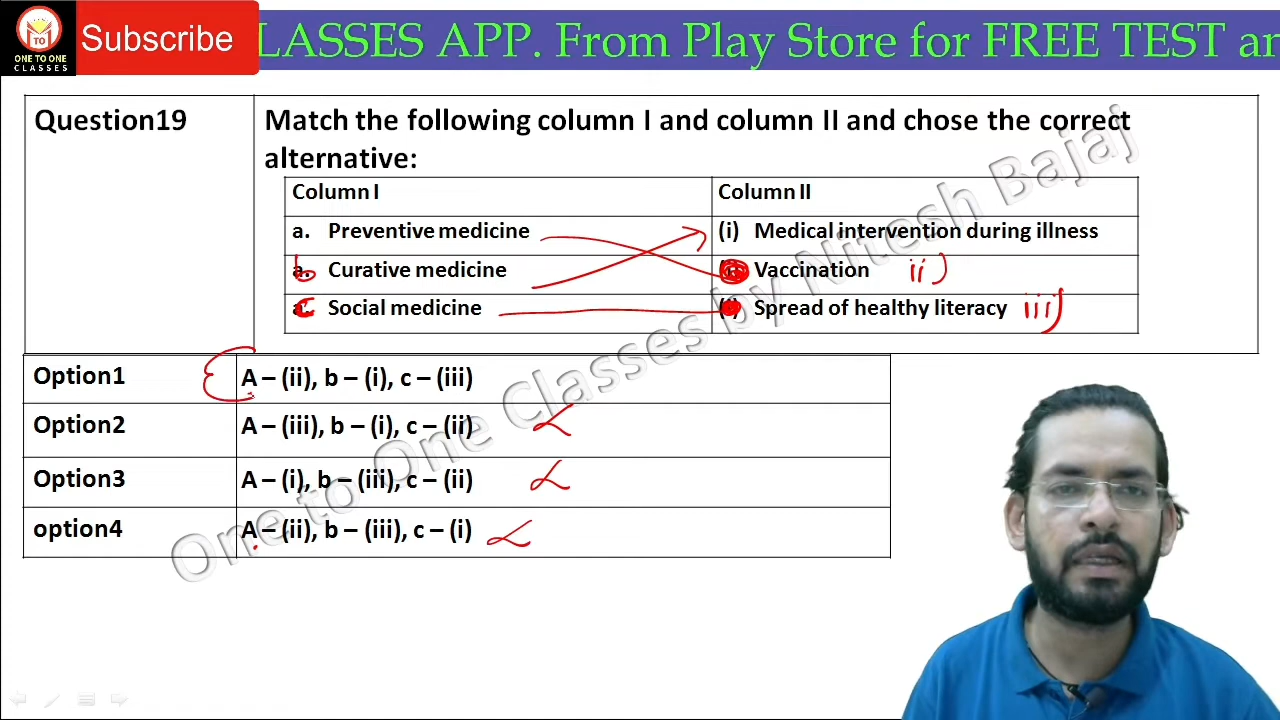 TO
ONE TO ONE
CLASSES
Subscribe
LASSES APP. From Play Store for FREE TEST an
Question19
Match the following column I and column II and chose the correct
alternative:
Column I
Column II
a. Preventive medicine
(i) Medical intervention during illness
b Curative medicine
Vaccination ii)
c Social medicine
Spread of healthy literacy iii)
Option1
A – (ii), b – (i), c – (iii)
Option2
A – (iii), b – (i), c – (ii)
Option3
A – (i), b – (iii), c – (ii)
option4
A – (ii), b – (iii), c – (i)
One to One Classes by Nitesh Bajaj